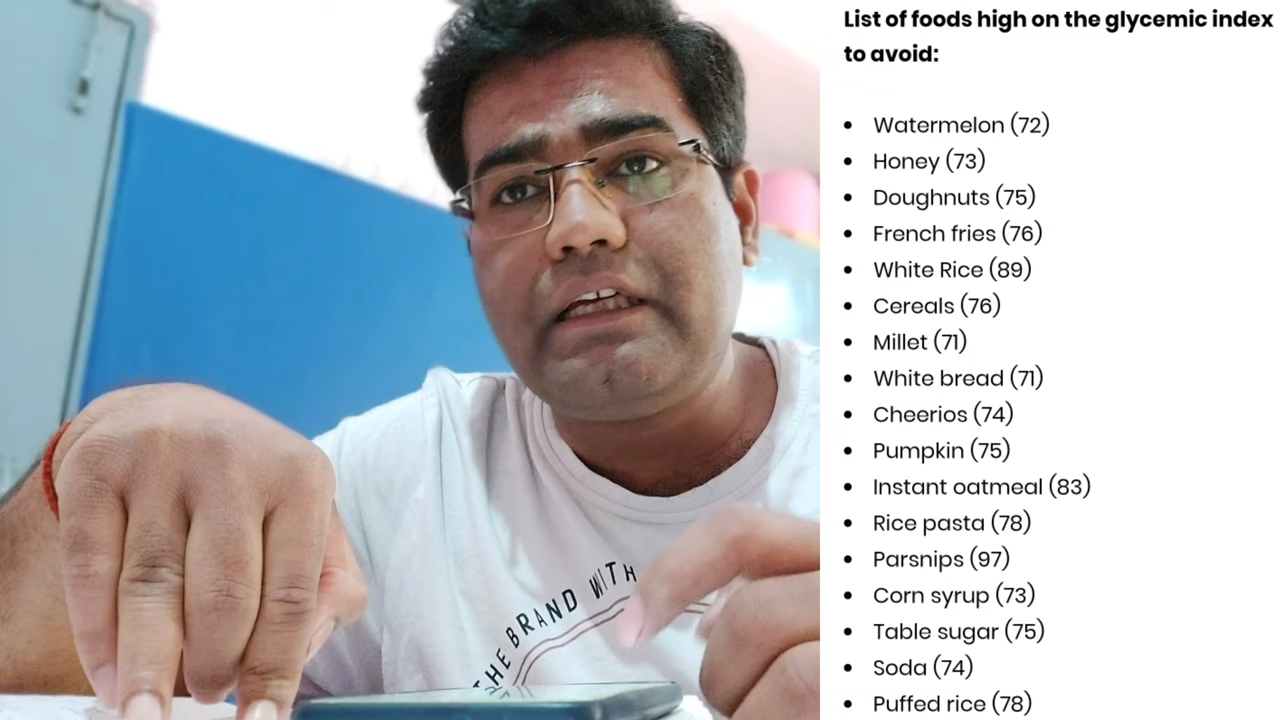 List of foods high on the glycemic index
to avoid:
• Watermelon (72)
• Honey (73)
• Doughnuts (75)
• French fries (76)
• White Rice (89)
• Cereals (76)
• Millet (71)
• White bread (71)
• Cheerios (74)
• Pumpkin (75)
• Instant oatmeal (83)
• Rice pasta (78)
• Parsnips (97)
• Corn syrup (73)
• Table sugar (75)
• Soda (74)
• Puffed rice (78)
THE BRAND WITH